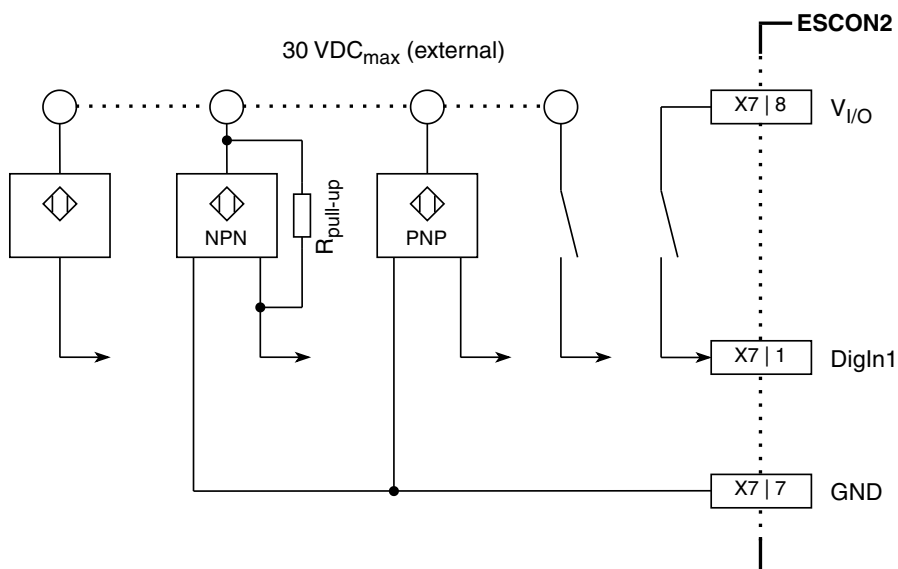 ESCON2
30 VDCmax (external)
X7 | 8
VI/O
NPN
Rpull-up
PNP
X7 | 1
DigIn1
X7 | 7
GND